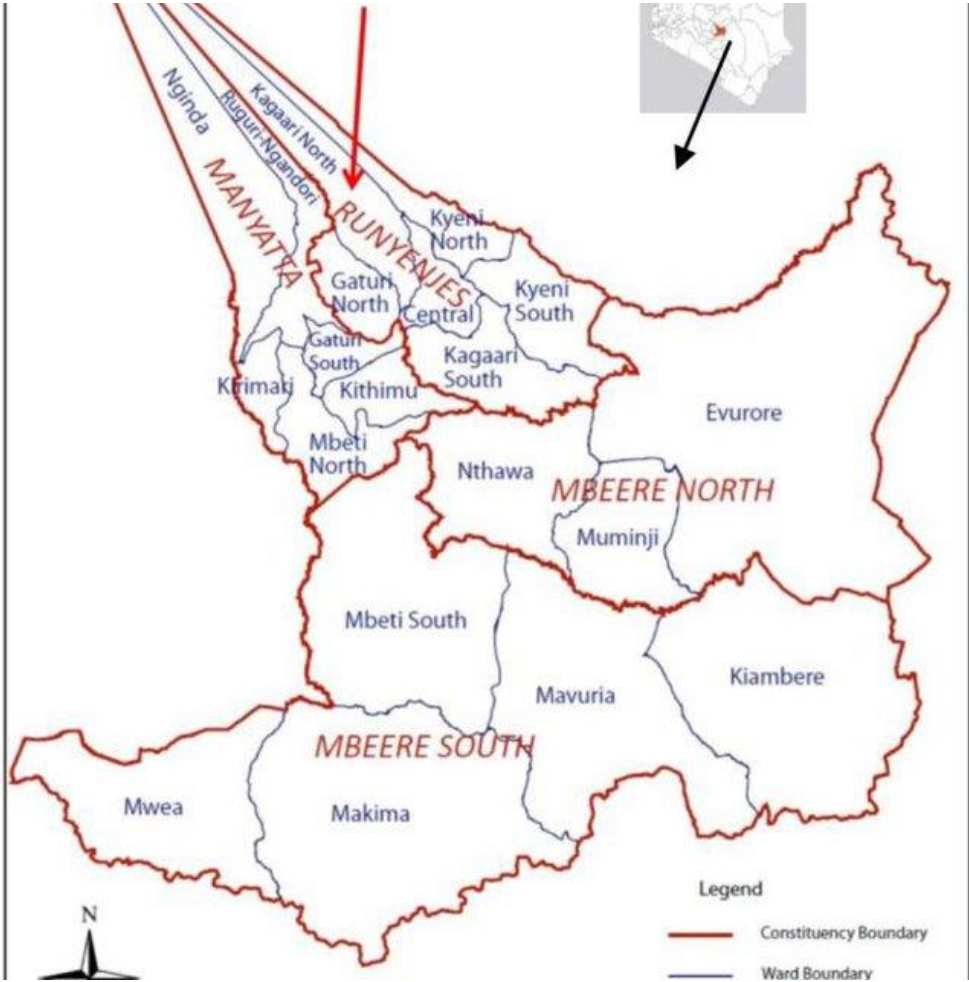 Nginda
Ruguri-Ngandori
Kagaari North
MANYATTA
RUNYENJES
Kyeni
North
Gaturi
North
Central
Kyeni
South
Gaturi
South
Kagaari
South
Kirimari
Kithimu
Evurore
Mbeti
North
Nthawa
MBEERE NORTH
Muminji
Mbeti South
Mavuria
Kiambere
MBEERE SOUTH
Mwea
Makima
Legend
N
Constituency Boundary
Ward Boundary